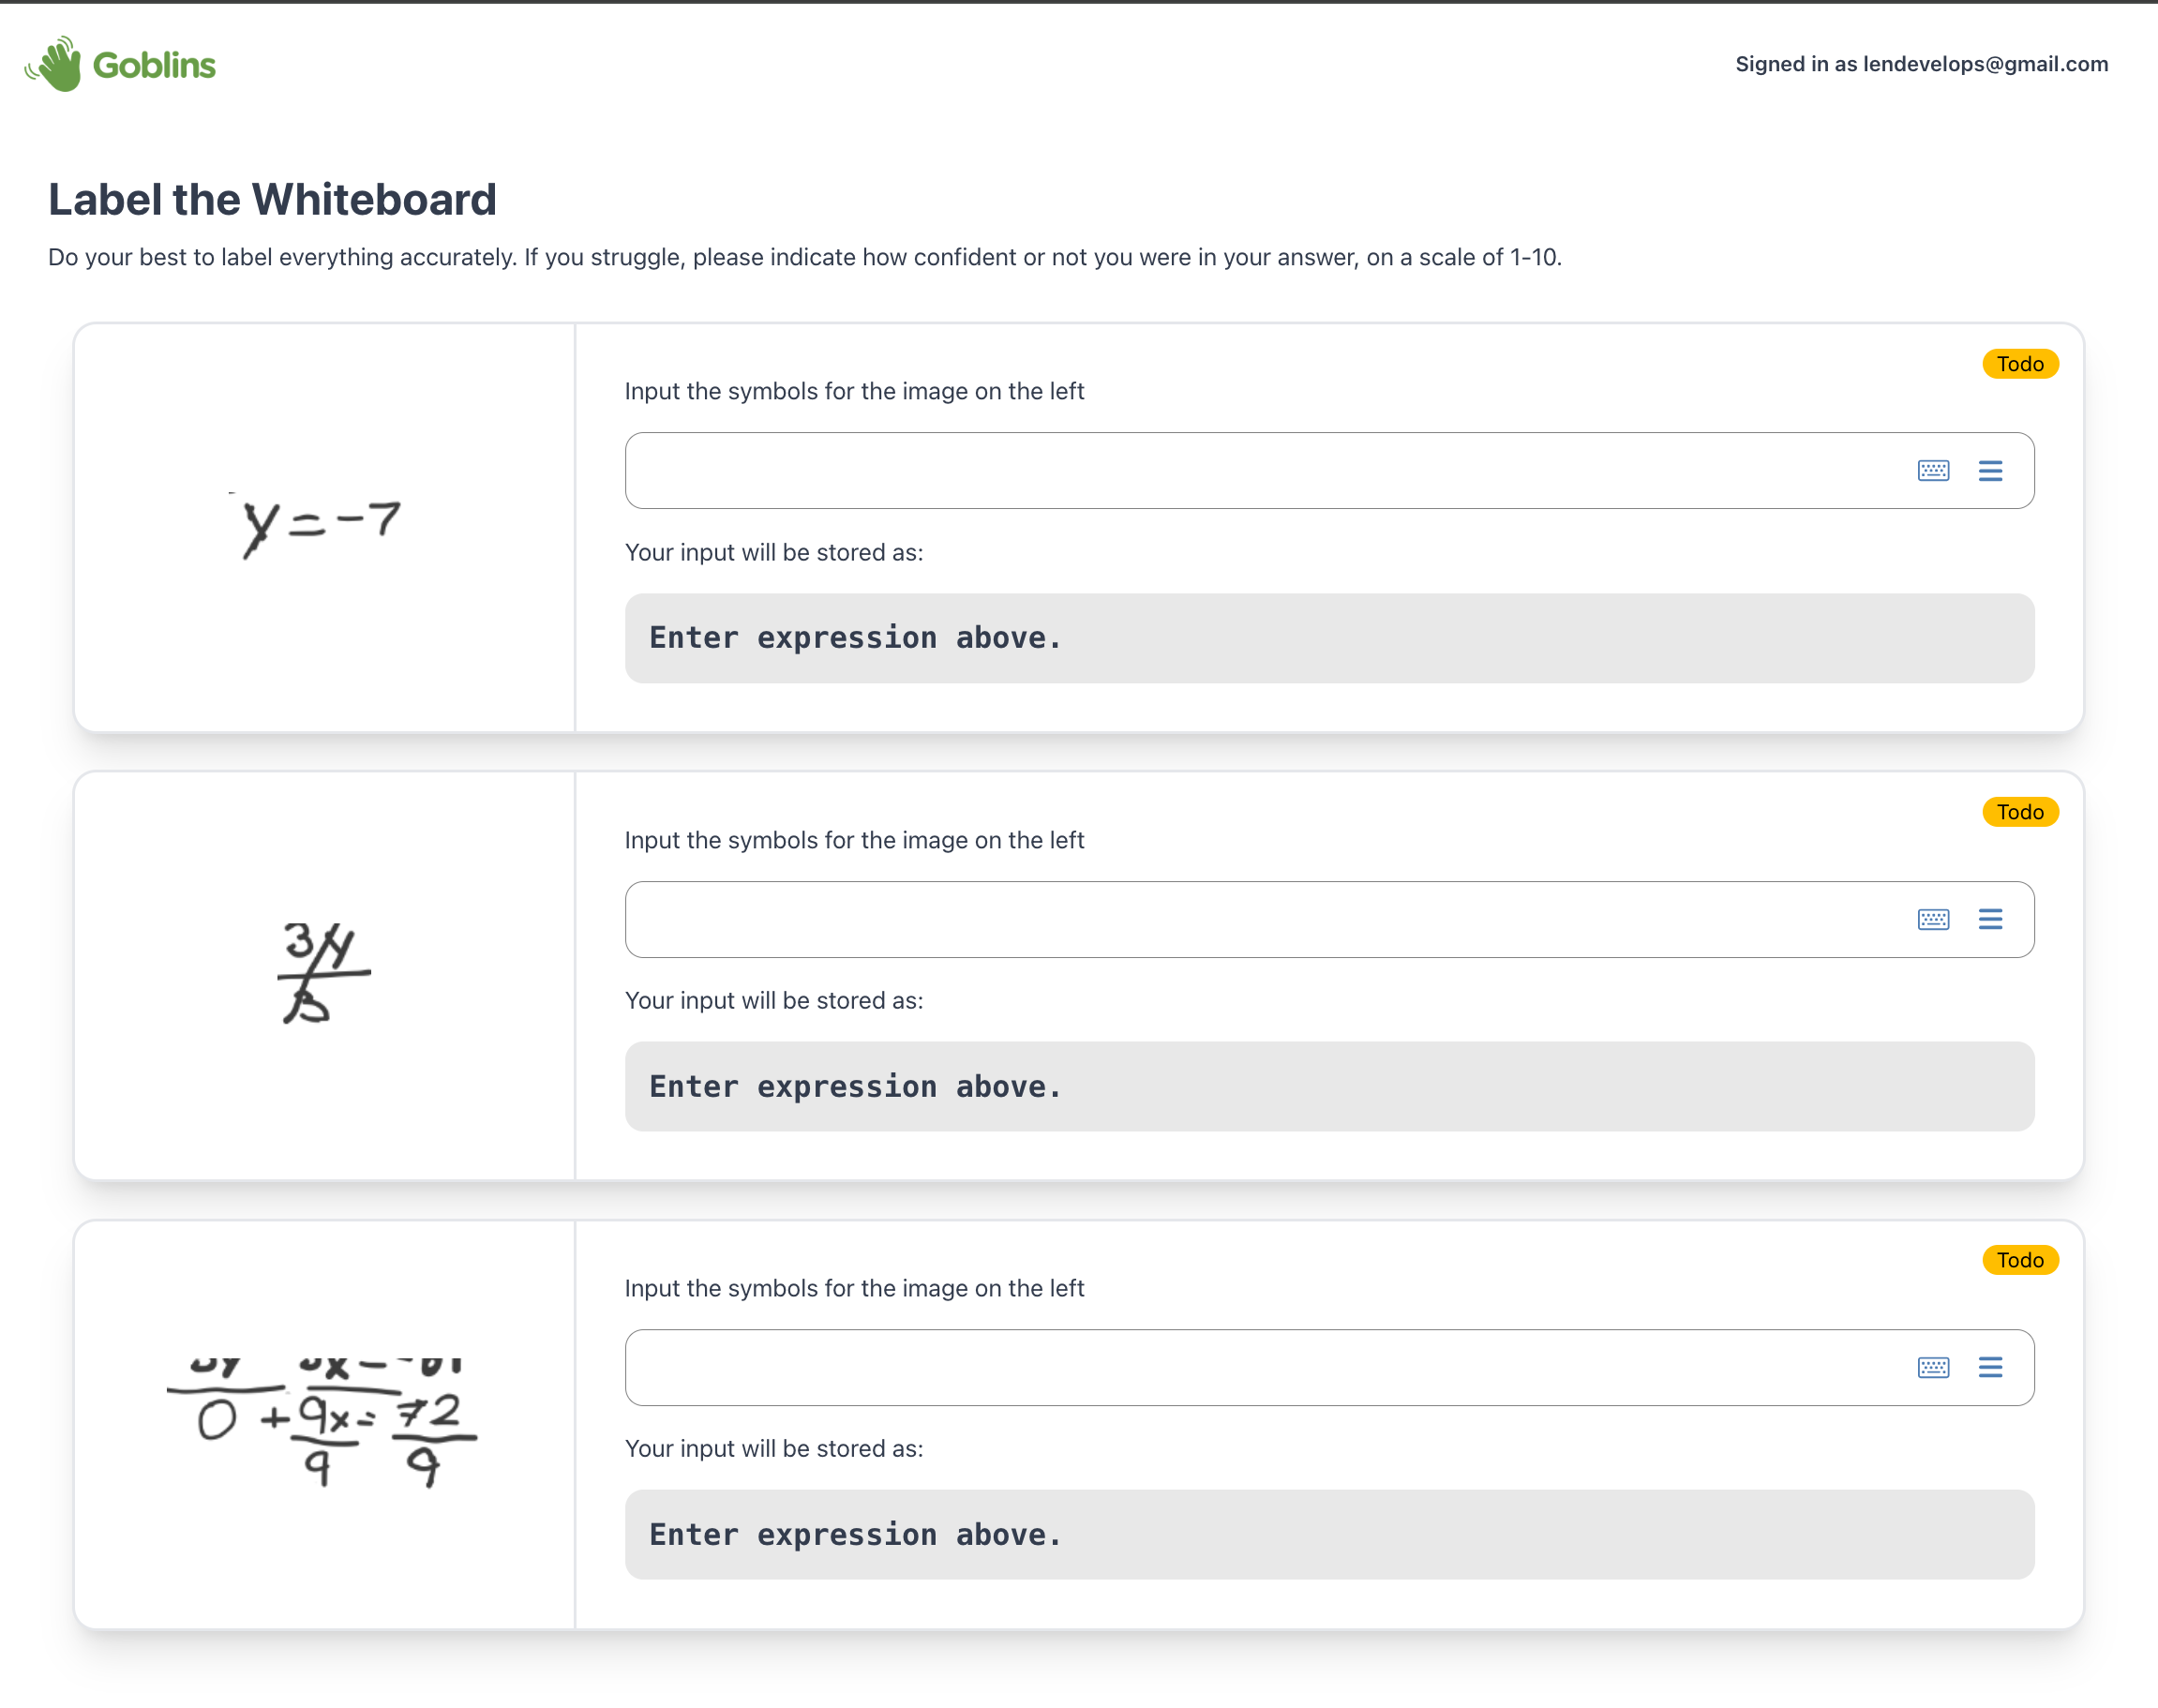 Goblins
Signed in as lendevelops@gmail.com
Label the Whiteboard
Do your best to label everything accurately. If you struggle, please indicate how confident or not you were in your answer, on a scale of 1-10.
Todo
Input the symbols for the image on the left
y=-7
Your input will be stored as:
Enter expression above.
Todo
Input the symbols for the image on the left
3
Your input will be stored as:
Enter expression above.
Todo
Input the symbols for the image on the left
0 + 9x = 72
9 9
Your input will be stored as:
Enter expression above.